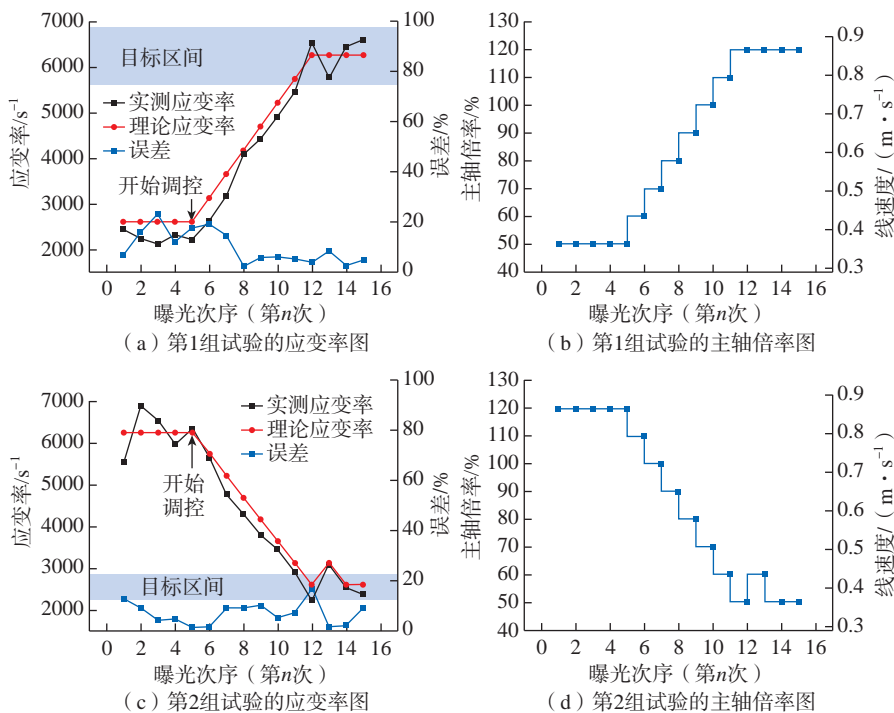 7000
6000
5000
4000
3000
2000
应变率/s⁻¹
目标区间
实测应变率
理论应变率
误差
开始调控
100
80
60
40
20
0
误差/%
0 2 4 6 8 10 12 14 16
曝光次序（第n次）
（a）第1组试验的应变率图
130
120
110
100
90
80
70
60
50
40
主轴倍率/%
0.9
0.8
0.7
0.6
0.5
0.4
0.3
线速度/（m·s⁻¹）
0 2 4 6 8 10 12 14 16
曝光次序（第n次）
（b）第1组试验的主轴倍率图
7000
6000
5000
4000
3000
2000
应变率/s⁻¹
实测应变率
理论应变率
误差
开始
调控
目标区间
100
80
60
40
20
0
误差/%
0 2 4 6 8 10 12 14 16
曝光次序（第n次）
（c）第2组试验的应变率图
130
120
110
100
90
80
70
60
50
40
主轴倍率/%
0.9
0.8
0.7
0.6
0.5
0.4
0.3
线速度/（m·s⁻¹）
0 2 4 6 8 10 12 14 16
曝光次序（第n次）
（d）第2组试验的主轴倍率图